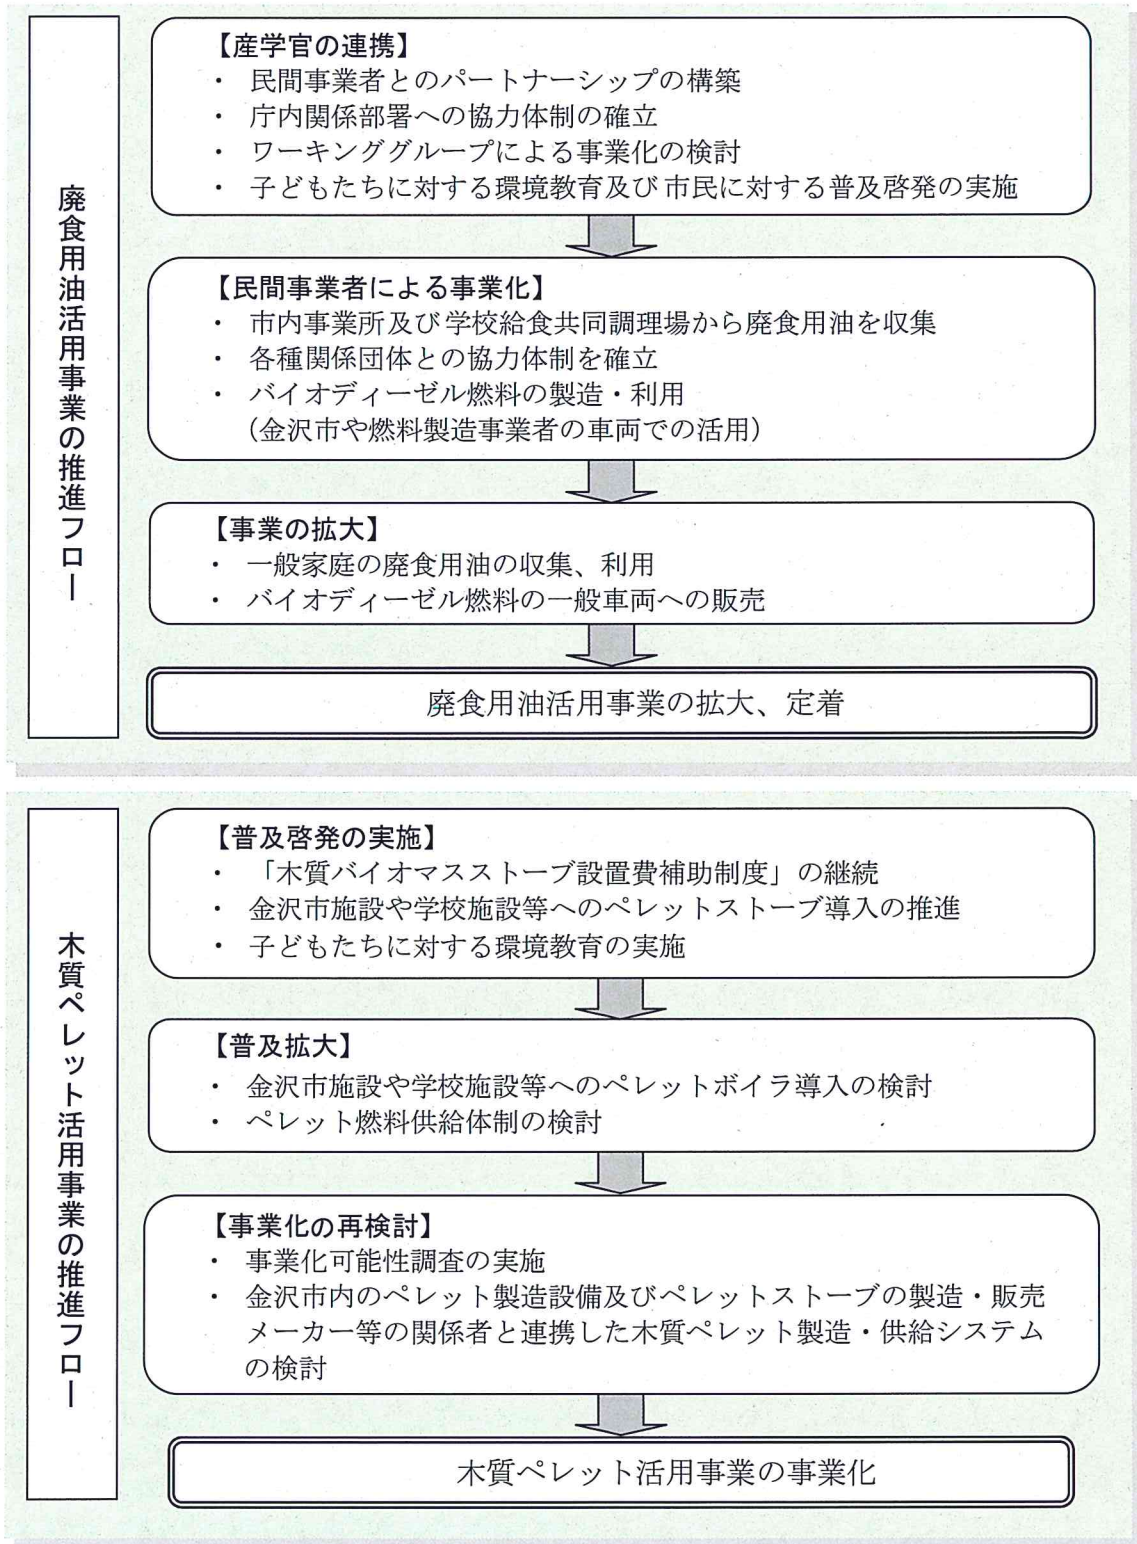 廃食用油活用事業の推進フロー
【産学官の連携】
・ 民間事業者とのパートナーシップの構築
・ 庁内関係部署への協力体制の確立
・ ワーキンググループによる事業化の検討
・ 子どもたちに対する環境教育及び市民に対する普及啓発の実施
【民間事業者による事業化】
・ 市内事業所及び学校給食共同調理場から廃食用油を収集
・ 各種関係団体との協力体制を確立
・ バイオディーゼル燃料の製造・利用
（金沢市や燃料製造事業者の車両での活用）
【事業の拡大】
・ 一般家庭の廃食用油の収集、利用
・ バイオディーゼル燃料の一般車両への販売
廃食用油活用事業の拡大、定着
木質ペレット活用事業の推進フロー
【普及啓発の実施】
・ 「木質バイオマスストーブ設置費補助制度」の継続
・ 金沢市施設や学校施設等へのペレットストーブ導入の推進
・ 子どもたちに対する環境教育の実施
【普及拡大】
・ 金沢市施設や学校施設等へのペレットボイラ導入の検討
・ ペレット燃料供給体制の検討
【事業化の再検討】
・ 事業化可能性調査の実施
・ 金沢市内のペレット製造設備及びペレットストーブの製造・販売
メーカー等の関係者と連携した木質ペレット製造・供給システム
の検討
木質ペレット活用事業の事業化